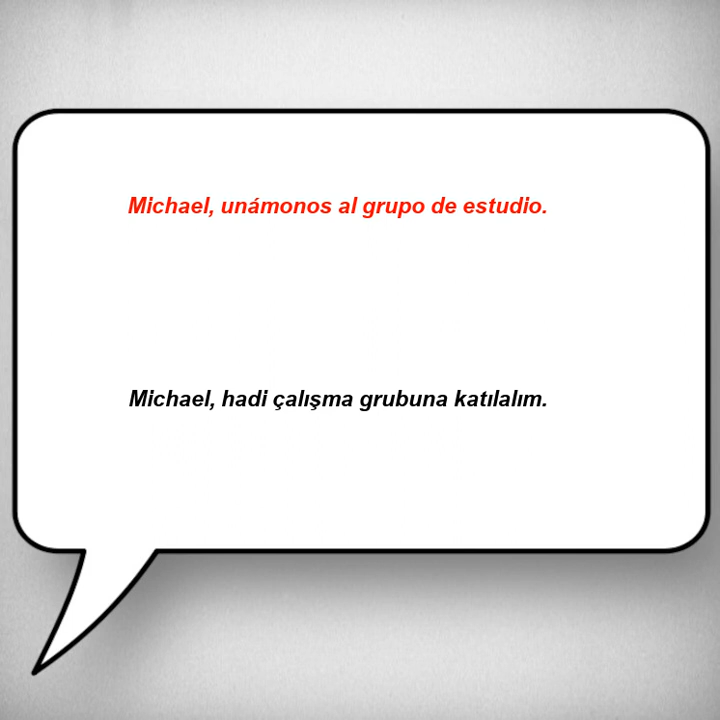 Michael, unámonos al grupo de estudio.
Michael, hadi çalışma grubuna katılalım.